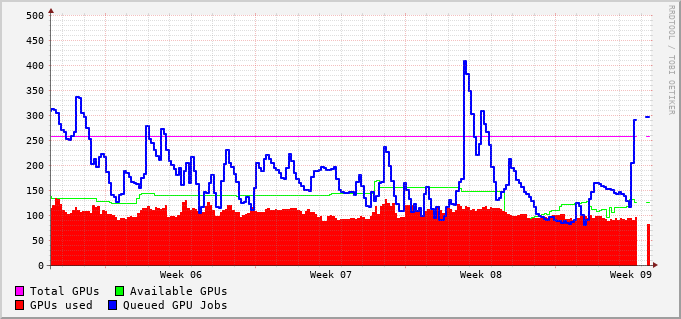 500
450
400
350
300
250
200
150
100
50
0
Week 06 Week 07 Week 08 Week 09
Total GPUs Available GPUs
GPUs used Queued GPU Jobs
RRDTOOL / TOBI OETIKER